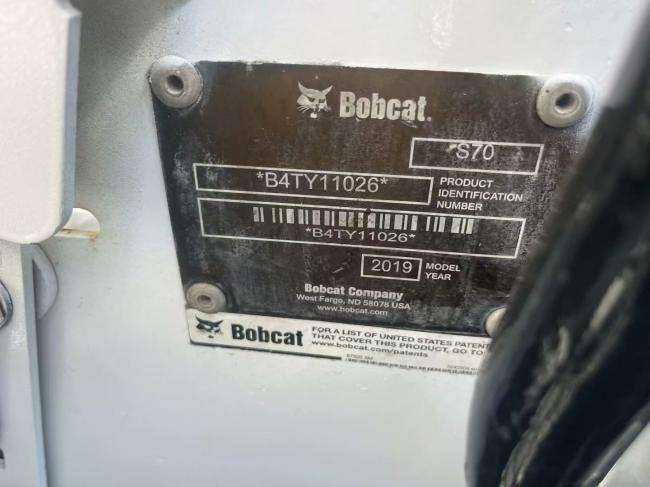 Bobcat.
"S70
*B4TY11026*
PRODUCT
IDENTIFICATION
NUMBER
*B4TY11026*
2019 MODEL
YEAR
Bobcat Company
West Fargo, ND 58078 USA
www.bobcat.com
Bobcat
FOR A LIST OF UNITED STATES PATENT
THAT COVER THIS PRODUCT, GO TO
www.bobcat.com/patents